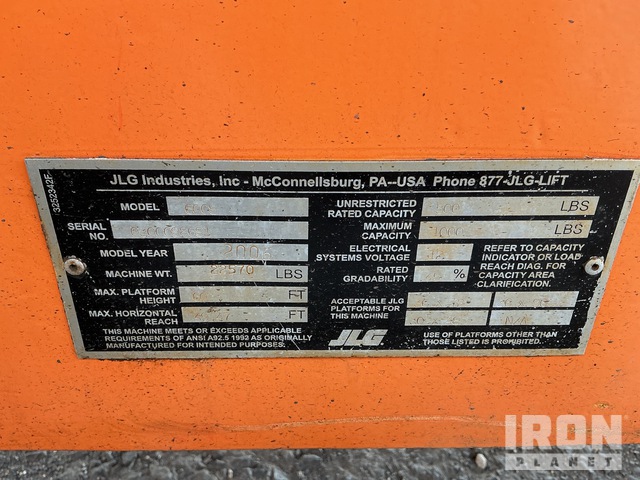 JLG Industries, Inc - McConnellsburg, PA--USA Phone 877-JLG-LIFT
3252342F
MODEL
SERIAL NO.
MODEL YEAR 200
MACHINE WT. LBS
MAX. PLATFORM HEIGHT FT
MAX. HORIZONTAL REACH FT
THIS MACHINE MEETS OR EXCEEDS APPLICABLE
REQUIREMENTS OF ANSI A92.5 1992 AS ORIGINALLY
MANUFACTURED FOR INTENDED PURPOSES.
UNRESTRICTED RATED CAPACITY LBS
MAXIMUM CAPACITY 1000 LBS
ELECTRICAL SYSTEMS VOLTAGE
RATED GRADABILITY %
REFER TO CAPACITY
INDICATOR OR LOAD
REACH DIAG. FOR
CAPACITY AREA
CLARIFICATION.
ACCEPTABLE JLG
PLATFORMS FOR
THIS MACHINE
N/A
JLG
USE OF PLATFORMS OTHER THAN
THOSE LISTED IS PROHIBITED.
IRON
PLANET